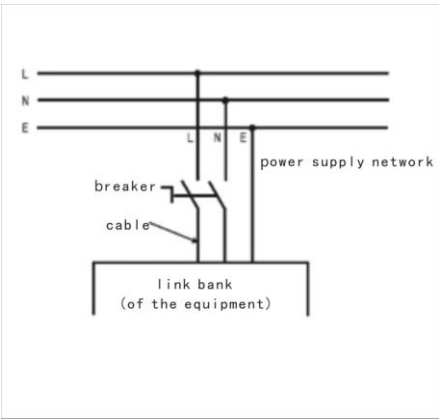 L
N
E
L N E
power supply network
breaker
cable
link bank
(of the equipment)